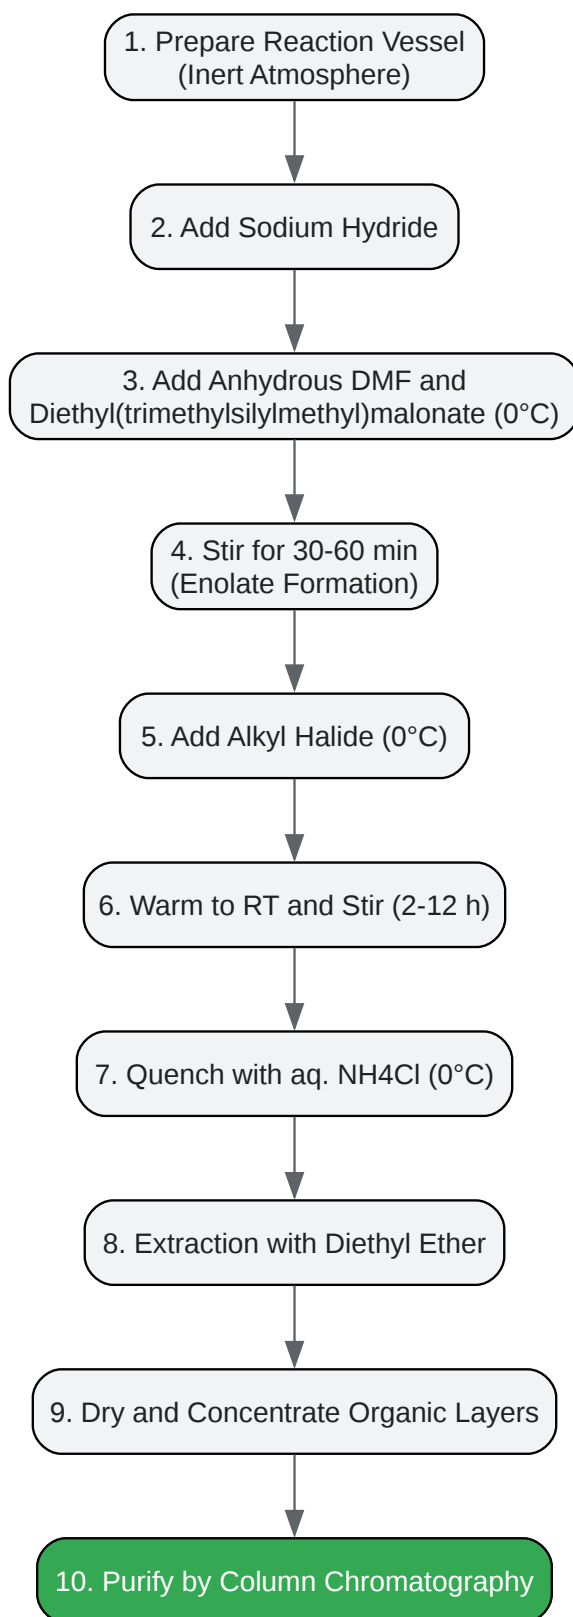 1. Prepare Reaction Vessel
(Inert Atmosphere)
2. Add Sodium Hydride
3. Add Anhydrous DMF and
Diethyl(trimethylsilylmethyl)malonate (0°C)
4. Stir for 30-60 min
(Enolate Formation)
5. Add Alkyl Halide (0°C)
6. Warm to RT and Stir (2-12 h)
7. Quench with aq. NH4Cl (0°C)
8. Extraction with Diethyl Ether
9. Dry and Concentrate Organic Layers
10. Purify by Column Chromatography